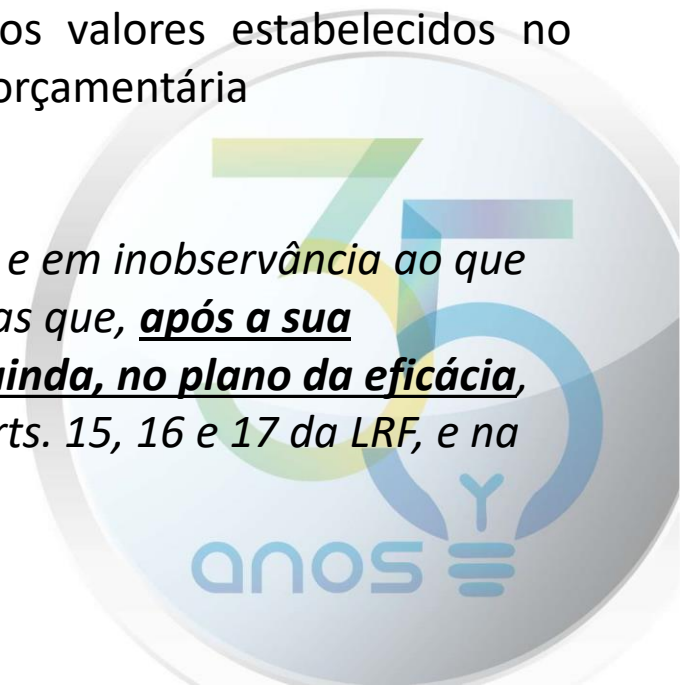 os valores estabelecidos no
orçamentária
e em inobservância ao que
as que, após a sua
ainda, no plano da eficácia,
rts. 15, 16 e 17 da LRF, e na
35
anos